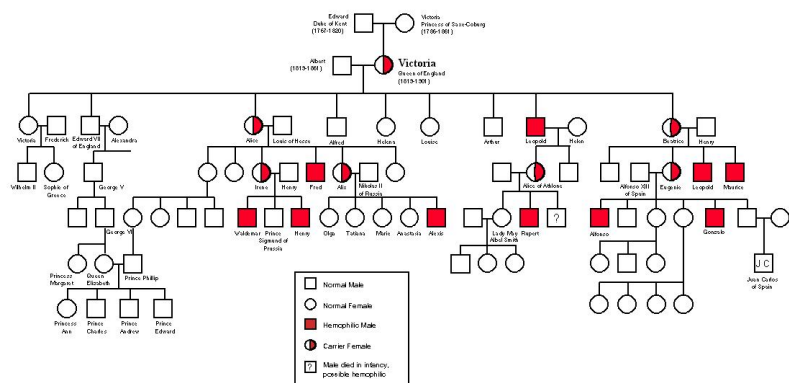 Edward
Duke of Kent
(1767-1820)
Victoria
Princess of Saxe-Coburg
(1786-1861)
Albert
(1819-1861)
Victoria
Queen of England
(1819-1901)
Victoria
Frederick
Edward VII
of England
Alexandra
Alice
Louis of Hesse
Alfred
Helena
Louise
Arthur
Leopold
Helen
Beatrice
Henry
Wilhelm II
Sophie of
Greece
George V
Irene
Henry
Fred
Alix
Nikolas II
of Russia
Alice of Athlone
Alfonso XII
of Spain
Eugenie
Leopold
Maurice
George VI
Waldemar
Prince
Sigmund of
Prussia
Henry
Olga
Tatiana
Marie
Anastasia
Alexis
Lady May
Abel Smith
Rupert
?
Alfonso
Gonzalo
Princess
Margaret
Queen
Elizabeth
Prince Phillip
J C
Juan Carlos
of Spain
Princess
Ann
Prince
Charles
Prince
Andrew
Prince
Edward
Normal Male
Normal Female
Hemophilic Male
Carrier Female
? Male died in infancy,
possible hemophilic